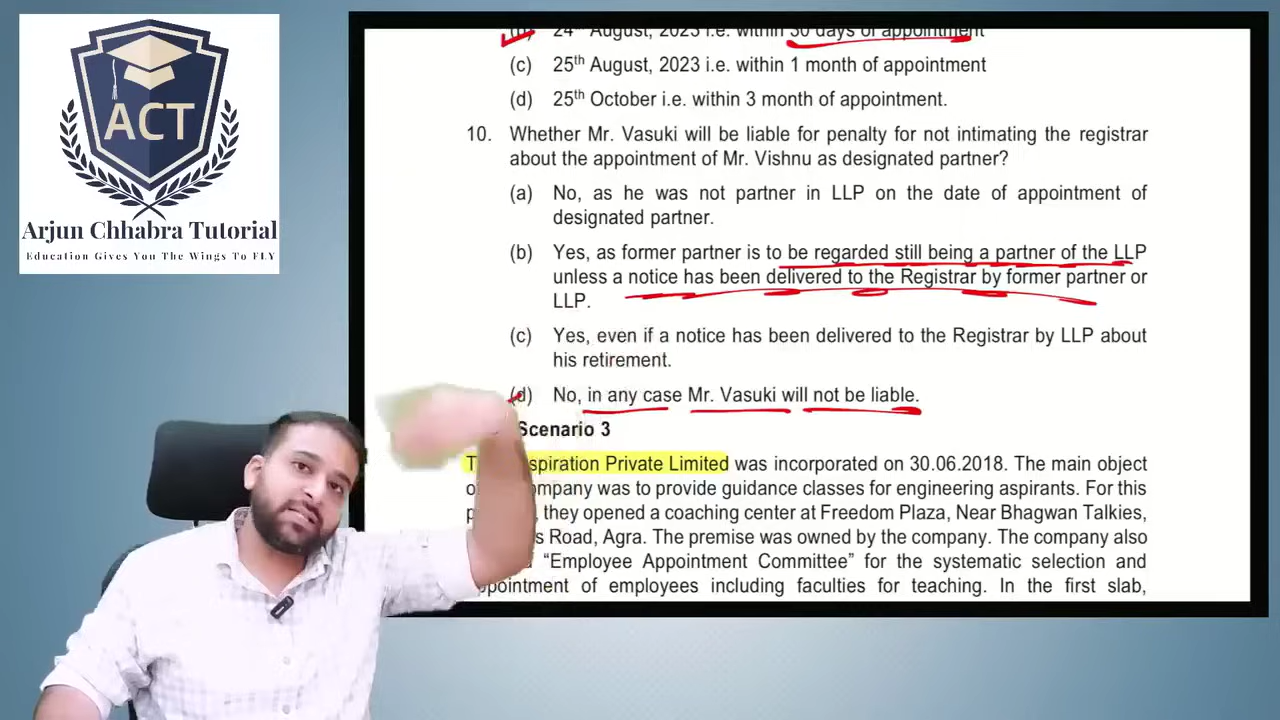 ACT
Arjun Chhabra Tutorial
Education Gives You The Wings To FLY
24th August, 2023 i.e. within 30 days of appointment
(c) 25th August, 2023 i.e. within 1 month of appointment
(d) 25th October i.e. within 3 month of appointment.
10. Whether Mr. Vasuki will be liable for penalty for not intimating the registrar
about the appointment of Mr. Vishnu as designated partner?
(a) No, as he was not partner in LLP on the date of appointment of
designated partner.
(b) Yes, as former partner is to be regarded still being a partner of the LLP
unless a notice has been delivered to the Registrar by former partner or
LLP.
(c) Yes, even if a notice has been delivered to the Registrar by LLP about
his retirement.
(d) No, in any case Mr. Vasuki will not be liable.
Scenario 3
Private Limited was incorporated on 30.06.2018. The main object
company was to provide guidance classes for engineering aspirants. For this
they opened a coaching center at Freedom Plaza, Near Bhagwan Talkies,
Road, Agra. The premise was owned by the company. The company also
"Employee Appointment Committee" for the systematic selection and
appointment of employees including faculties for teaching. In the first slab,